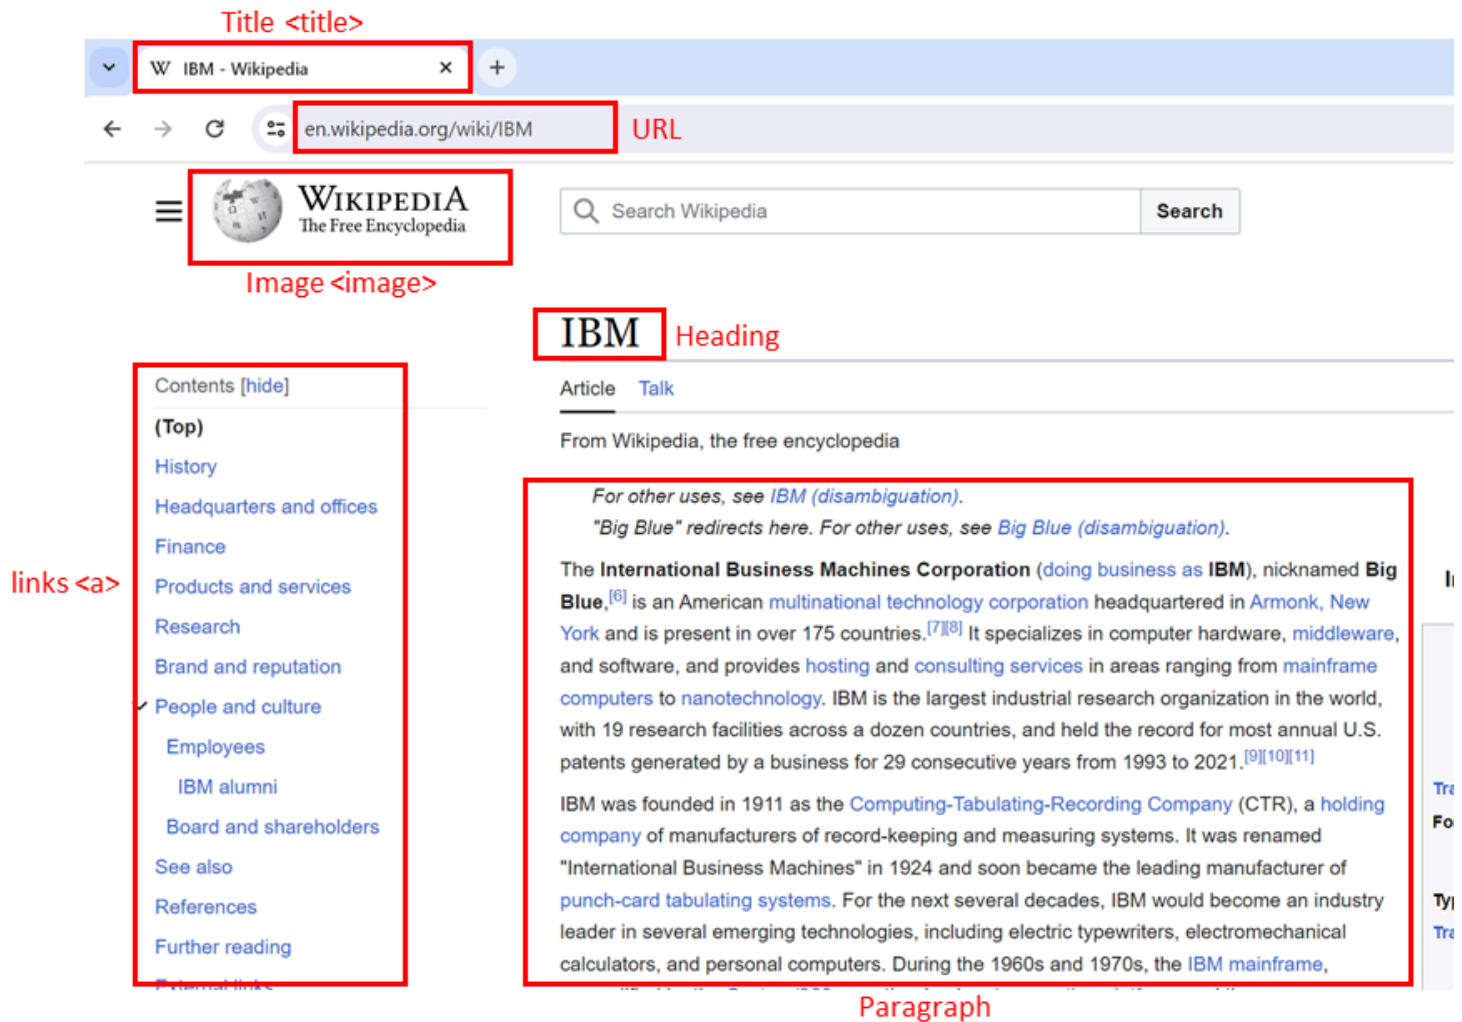 Title <title>
IBM - Wikipedia
en.wikipedia.org/wiki/IBM
URL
WIKIPEDIA
The Free Encyclopedia
Search Wikipedia
Search
Image <image>
IBM
Heading
Article Talk
From Wikipedia, the free encyclopedia
links <a>
Contents [hide]
(Top)
History
Headquarters and offices
Finance
Products and services
Research
Brand and reputation
People and culture
Employees
IBM alumni
Board and shareholders
See also
References
Further reading
External links
For other uses, see IBM (disambiguation).
"Big Blue" redirects here. For other uses, see Big Blue (disambiguation).
The International Business Machines Corporation (doing business as IBM), nicknamed Big
Blue,[6] is an American multinational technology corporation headquartered in Armonk, New
York and is present in over 175 countries.[7][8] It specializes in computer hardware, middleware,
and software, and provides hosting and consulting services in areas ranging from mainframe
computers to nanotechnology. IBM is the largest industrial research organization in the world,
with 19 research facilities across a dozen countries, and held the record for most annual U.S.
patents generated by a business for 29 consecutive years from 1993 to 2021.[9][10][11]
IBM was founded in 1911 as the Computing-Tabulating-Recording Company (CTR), a holding
company of manufacturers of record-keeping and measuring systems. It was renamed
"International Business Machines" in 1924 and soon became the leading manufacturer of
punch-card tabulating systems. For the next several decades, IBM would become an industry
leader in several emerging technologies, including electric typewriters, electromechanical
calculators, and personal computers. During the 1960s and 1970s, the IBM mainframe,
Paragraph
Tra
Fo
Ty
Tra